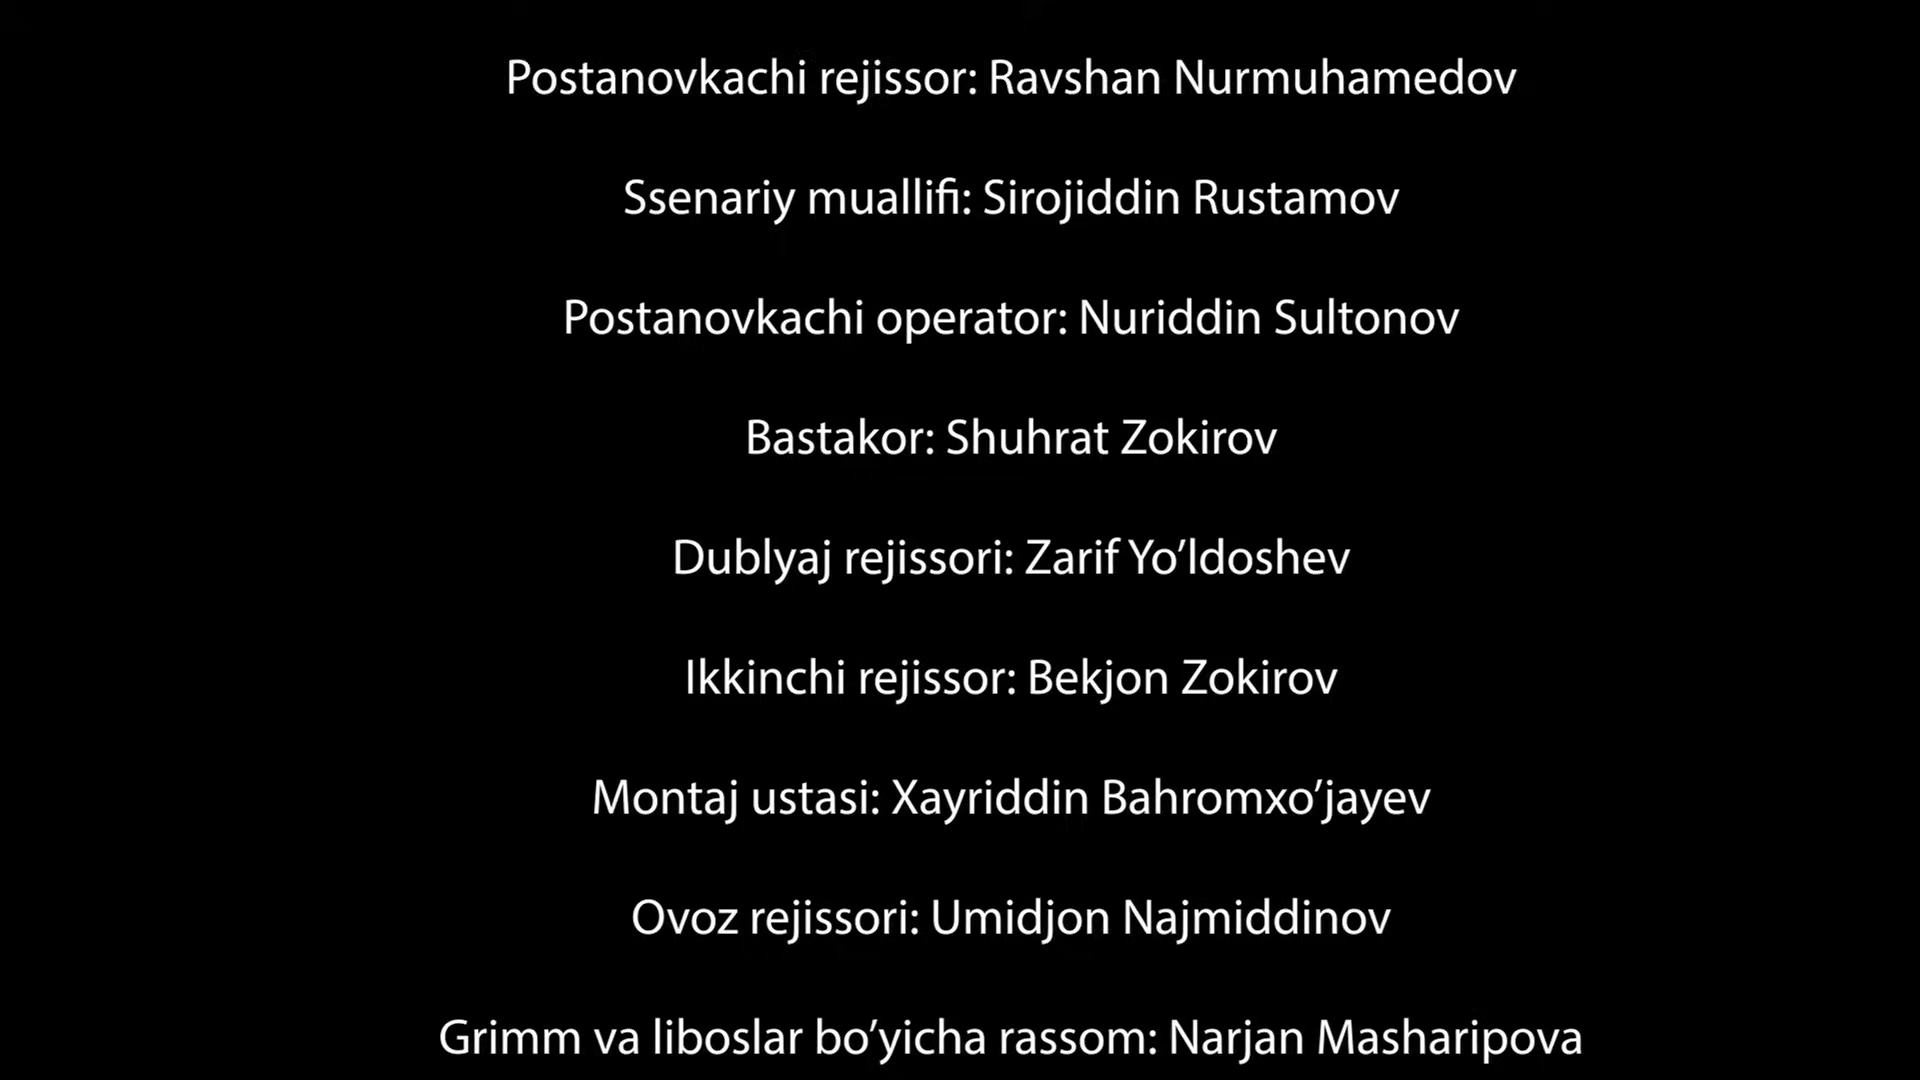 Postanovkachi rejissor: Ravshan Nurmuhamedov
Ssenariy muallifi: Sirojiddin Rustamov
Postanovkachi operator: Nuriddin Sultonov
Bastakor: Shuhrat Zokirov
Dublyaj rejissori: Zarif Yo’ldoshev
Ikkinchi rejissor: Bekjon Zokirov
Montaj ustasi: Xayriddin Bahromxo’jayev
Ovoz rejissori: Umidjon Najmiddinov
Grimm va liboslar bo’yicha rassom: Narjan Masharipova